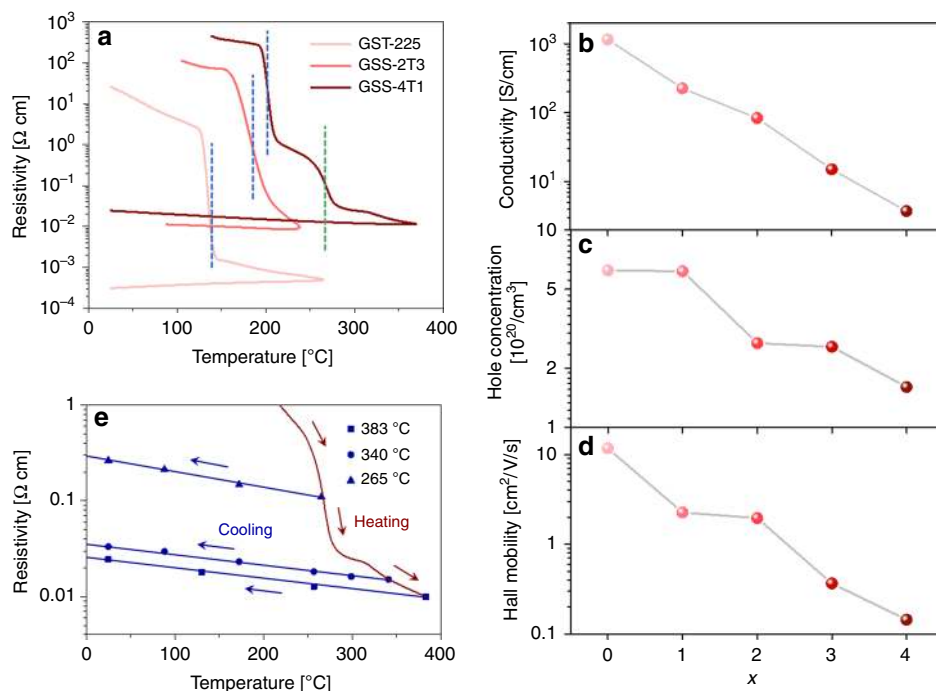 a
Resistivity [Ω cm]
10³
10²
10¹
10⁰
10⁻¹
10⁻²
10⁻³
10⁻⁴
GST-225
GSS-2T3
GSS-4T1
0
100
200
300
400
Temperature [°C]
b
Conductivity [S/cm]
10³
10²
10¹
10
c
Hole concentration
[10²⁰/cm³]
5
2
1
d
Hall mobility [cm²/V/s]
10
1
0.1
0
1
2
3
4
x
e
Resistivity [Ω cm]
1
0.1
0.01
383 °C
340 °C
265 °C
Cooling
Heating
0
100
200
300
400
Temperature [°C]